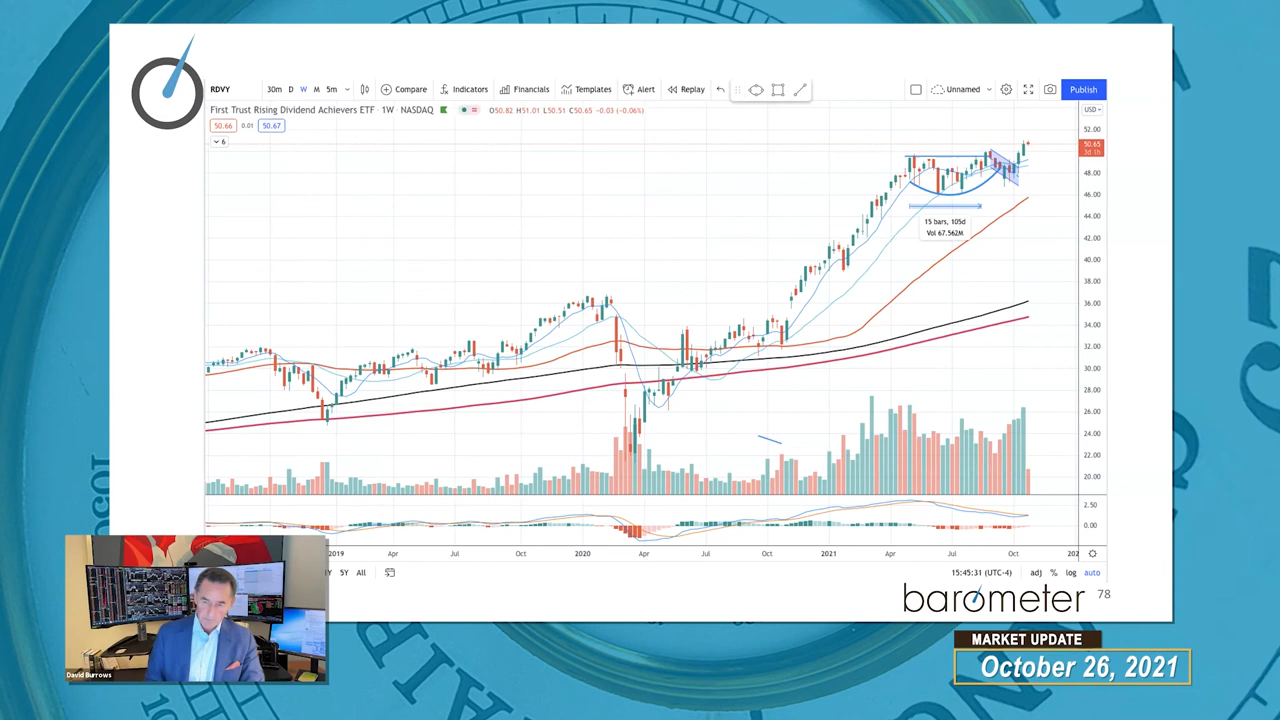 RDVY 30m D W M 5m Compare Indicators Financials Templates Alert Replay Unnamed Publish
First Trust Rising Dividend Achievers ETF · 1W · NASDAQ O50.82 H51.01 L50.51 C50.65 -0.03 (-0.06%)
USD
50.66 0.01 50.67
6
52.00
50.65
3d 1h
48.00
46.00
44.00
42.00
40.00
38.00
36.00
34.00
32.00
30.00
28.00
26.00
24.00
22.00
20.00
2.50
0.00
15 bars, 105d
Vol 67.562M
2019 Apr Jul Oct 2020 Apr Jul Oct 2021 Apr Jul Oct 202
1Y 5Y All 15:45:31 (UTC-4) adj % log auto
barometer 78
David Burrows
MARKET UPDATE
October 26, 2021